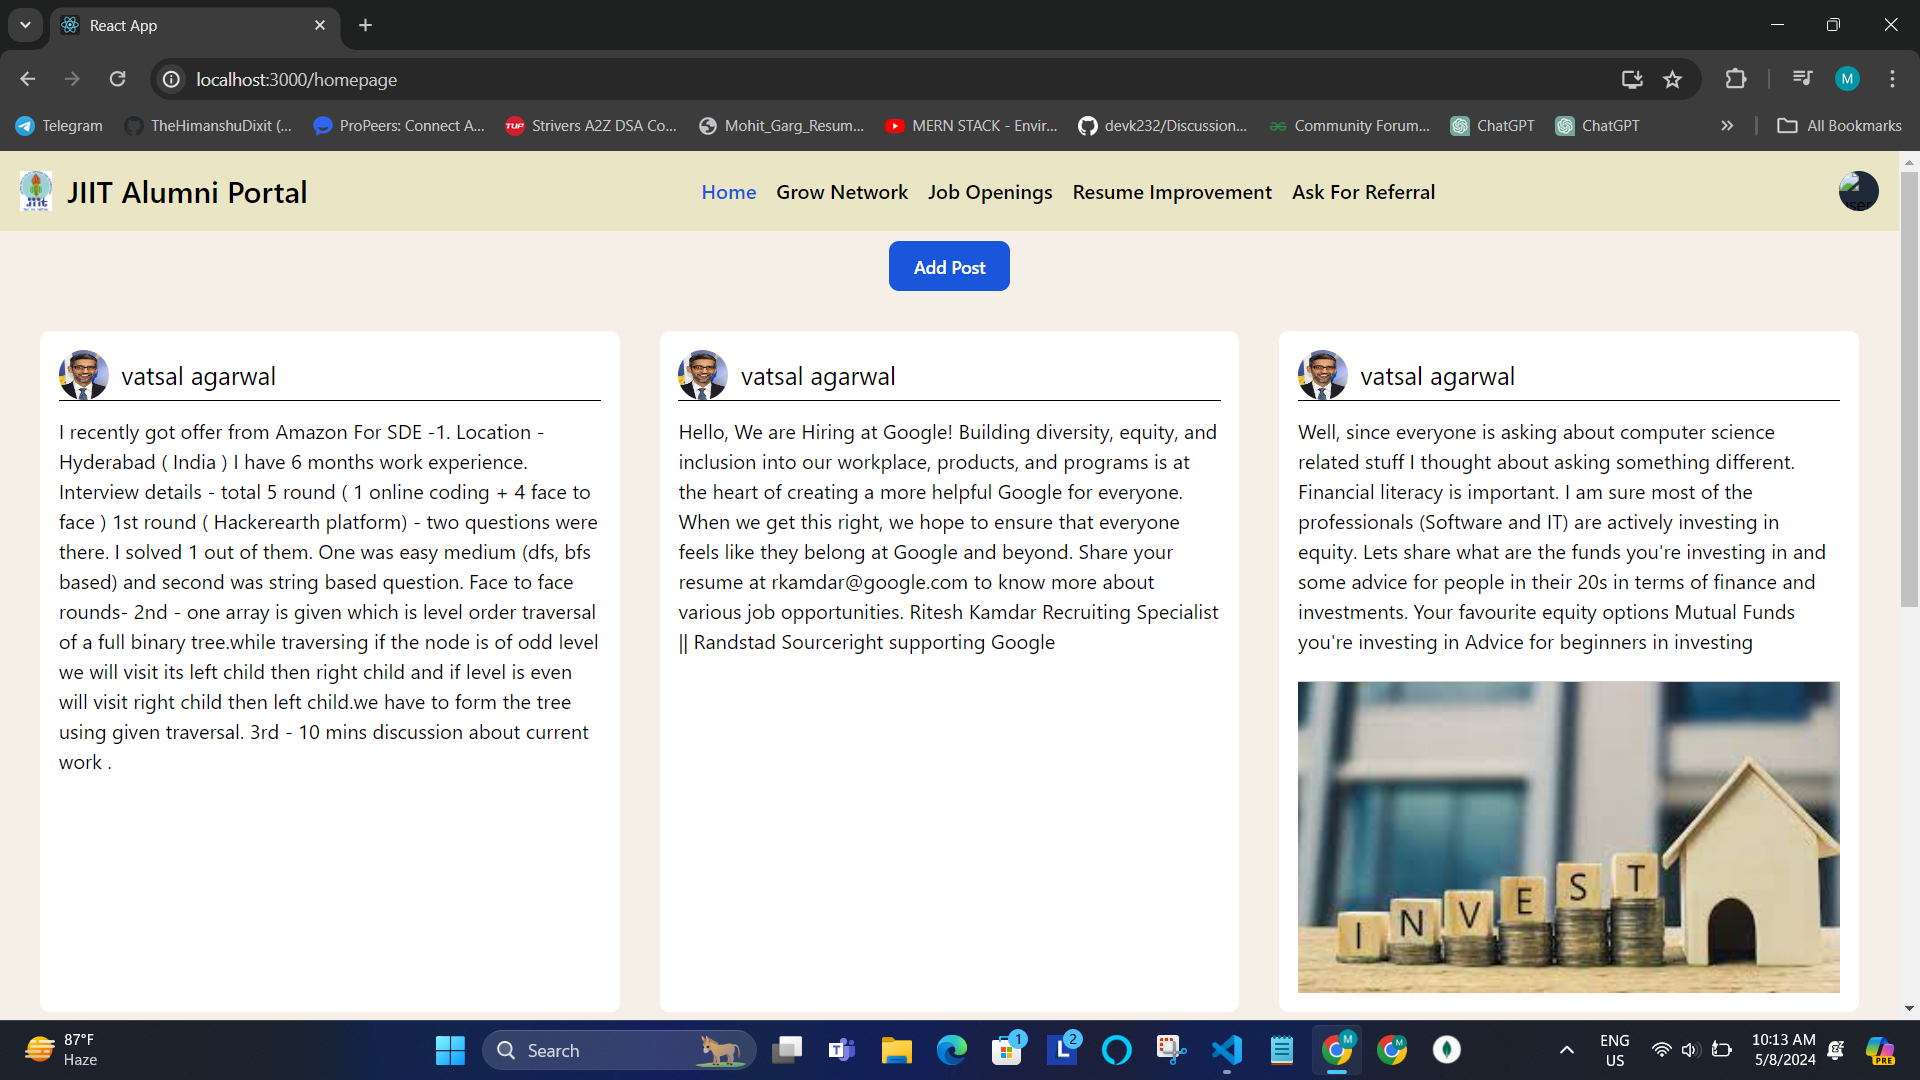 React App
localhost:3000/homepage
M
Telegram
TheHimanshuDixit (...
ProPeers: Connect A...
TUF
Strivers A2Z DSA Co...
Mohit_Garg_Resum...
MERN STACK - Envir...
devk232/Discussion...
Community Forum...
ChatGPT
ChatGPT
All Bookmarks
JIIT
JIIT Alumni Portal
Home
Grow Network
Job Openings
Resume Improvement
Ask For Referral
user
Add Post
vatsal agarwal
I recently got offer from Amazon For SDE -1. Location -
Hyderabad ( India ) I have 6 months work experience.
Interview details - total 5 round ( 1 online coding + 4 face to
face ) 1st round ( Hackerearth platform) - two questions were
there. I solved 1 out of them. One was easy medium (dfs, bfs
based) and second was string based question. Face to face
rounds- 2nd - one array is given which is level order traversal
of a full binary tree.while traversing if the node is of odd level
we will visit its left child then right child and if level is even
will visit right child then left child.we have to form the tree
using given traversal. 3rd - 10 mins discussion about current
work .
vatsal agarwal
Hello, We are Hiring at Google! Building diversity, equity, and
inclusion into our workplace, products, and programs is at
the heart of creating a more helpful Google for everyone.
When we get this right, we hope to ensure that everyone
feels like they belong at Google and beyond. Share your
resume at rkamdar@google.com to know more about
various job opportunities. Ritesh Kamdar Recruiting Specialist
|| Randstad Sourceright supporting Google
vatsal agarwal
Well, since everyone is asking about computer science
related stuff I thought about asking something different.
Financial literacy is important. I am sure most of the
professionals (Software and IT) are actively investing in
equity. Lets share what are the funds you're investing in and
some advice for people in their 20s in terms of finance and
investments. Your favourite equity options Mutual Funds
you're investing in Advice for beginners in investing
INVEST
87°F
Haze
Search
T
1
L
2
M
M
ENG
US
10:13 AM
5/8/2024
PRE